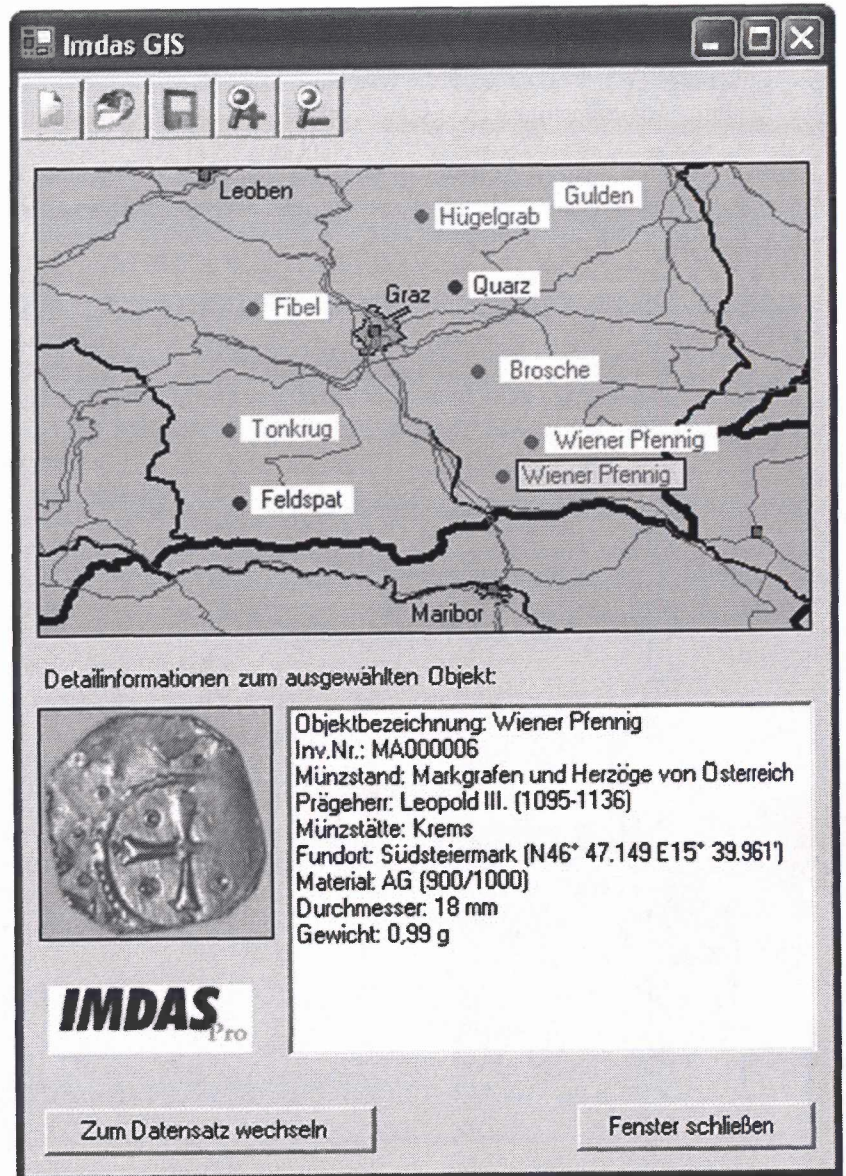 Imdas GIS
Leoben
Gulden
Hügelgrab
Quarz
Graz
Fibel
Brosche
Tonkrug
Wiener Pfennig
Wiener Pfennig
Feldspat
Maribor
Detailinformationen zum ausgewählten Objekt:
Objektbezeichnung: Wiener Pfennig
Inv.Nr.: MA000006
Münzstand: Markgrafen und Herzöge von Österreich
Prägeherr: Leopold III. (1095-1136)
Münzstätte: Krems
Fundort: Südsteiermark (N46° 47.149 E15° 39.961')
Material: AG (900/1000)
Durchmesser: 18 mm
Gewicht: 0,99 g
IMDAS Pro
Zum Datensatz wechseln
Fenster schließen